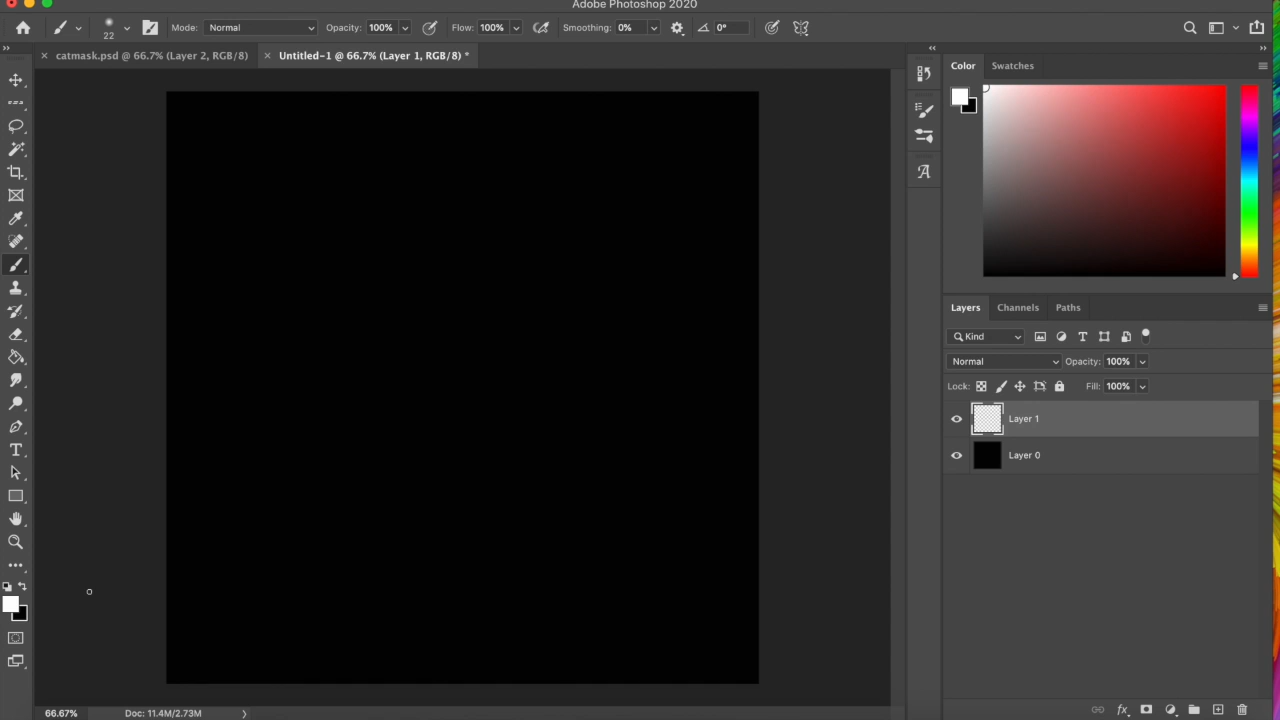 Adobe Photoshop 2020
22 Mode: Normal Opacity: 100% Flow: 100% Smoothing: 0% 0°
catmask.psd @ 66.7% (Layer 2, RGB/8) Untitled-1 @ 66.7% (Layer 1, RGB/8) *
Color Swatches
Layers Channels Paths
Kind
Normal Opacity: 100%
Lock: Fill: 100%
Layer 1
Layer 0
66.67% Doc: 11.4M/2.73M